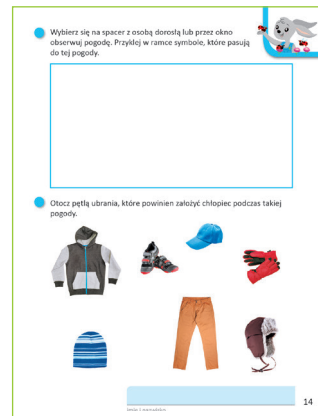 Wybierz się na spacer z osobą dorosłą lub przez okno
obserwuj pogodę. Przyklej w ramce symbole, które pasują
do tej pogody.
Otocz pętlą ubrania, które powinien założyć chłopiec podczas takiej
pogody.
14